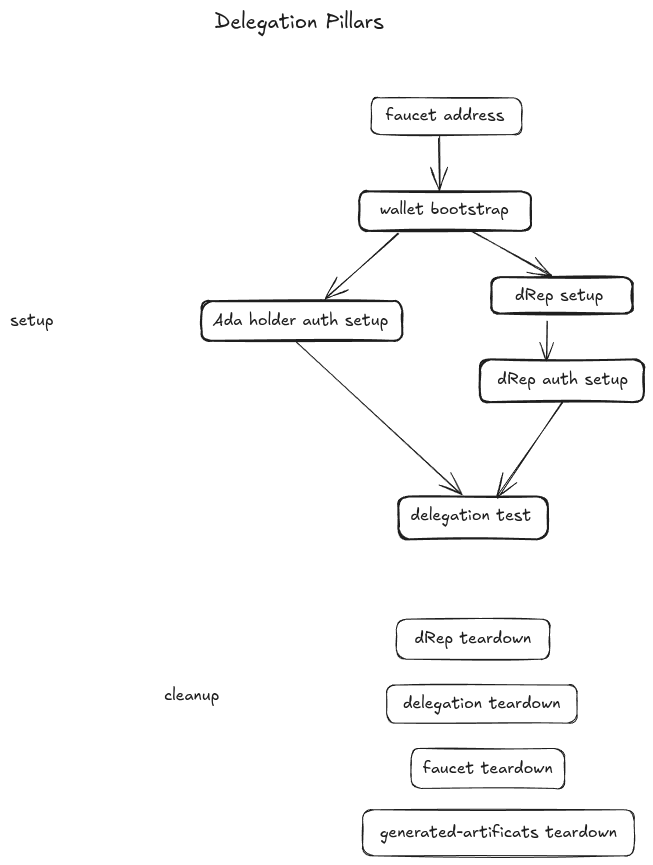 Delegation Pillars
faucet address
wallet bootstrap
dRep setup
Ada holder auth setup
setup
dRep auth setup
delegation test
dRep teardown
cleanup
delegation teardown
faucet teardown
generated-artificats teardown